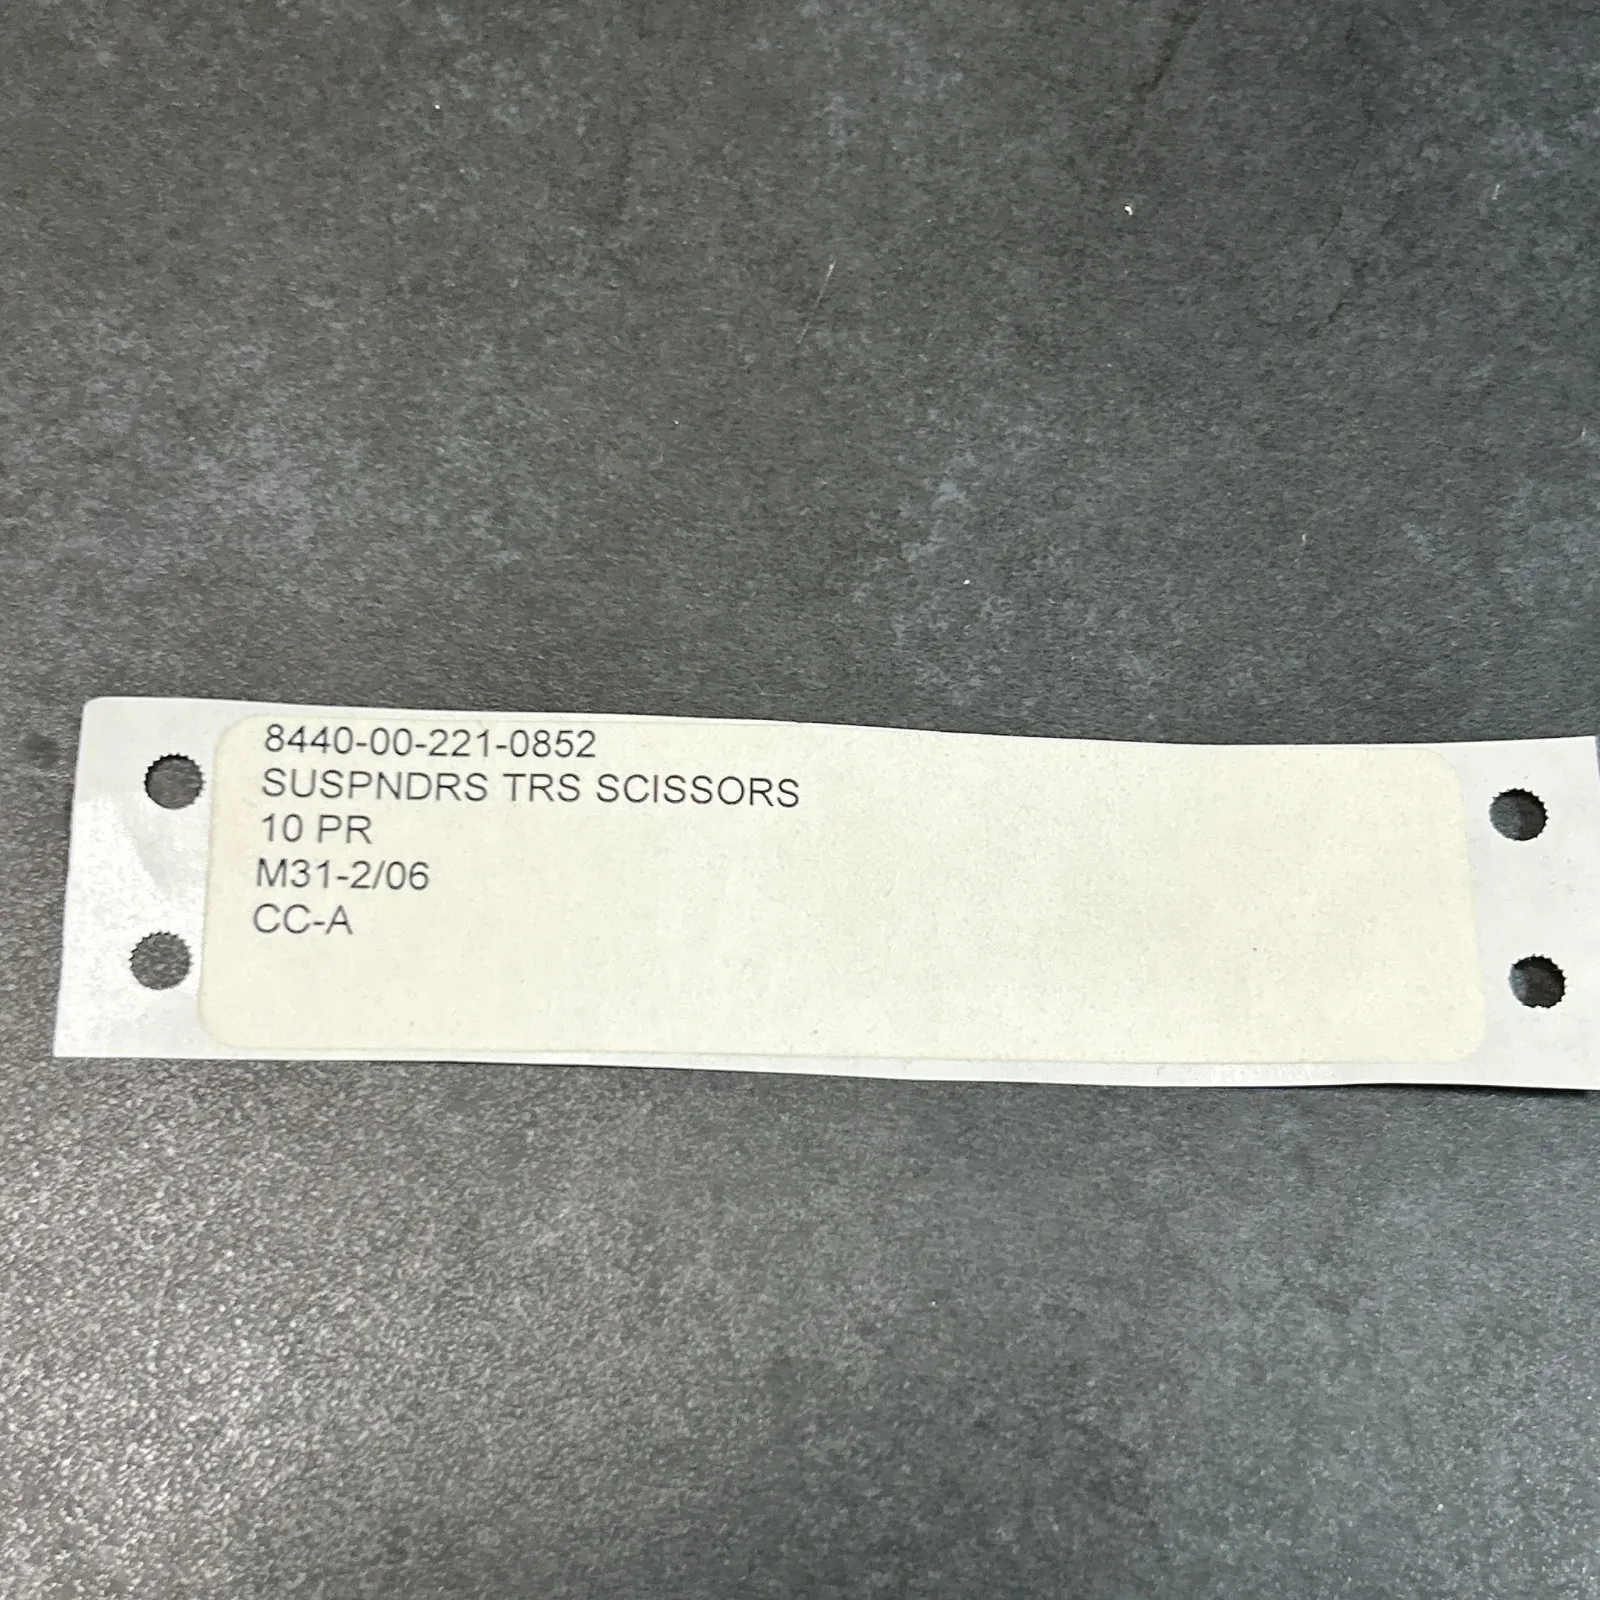 8440-00-221-0852
SUSPNDRS TRS SCISSORS
10 PR
M31-2/06
CC-A